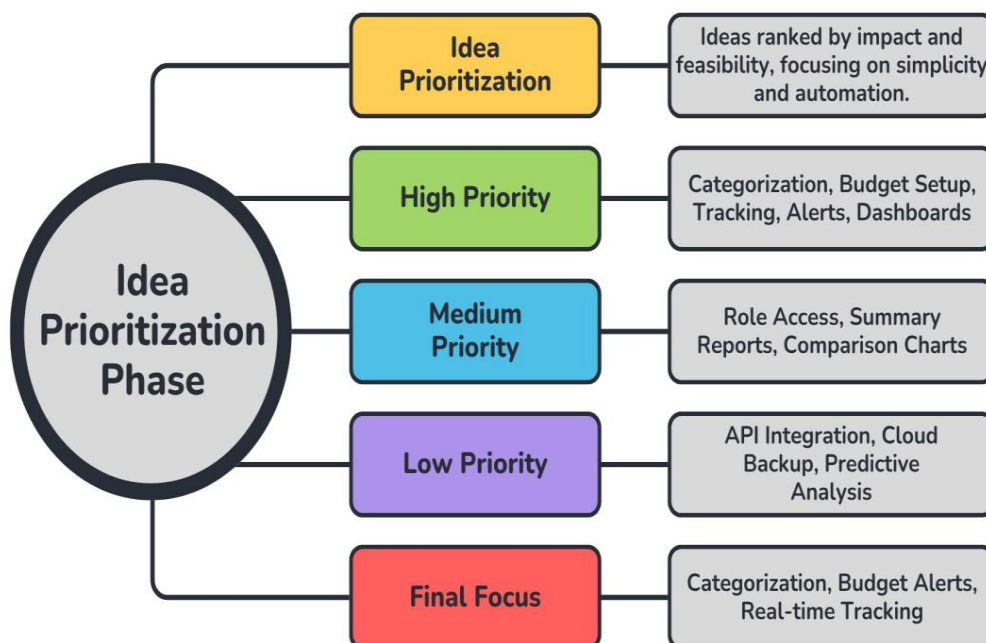 Idea
Prioritization
Phase
Idea
Prioritization
Ideas ranked by impact and
feasibility, focusing on simplicity
and automation.
High Priority
Categorization, Budget Setup,
Tracking, Alerts, Dashboards
Medium
Priority
Role Access, Summary
Reports, Comparison Charts
Low Priority
API Integration, Cloud
Backup, Predictive
Analysis
Final Focus
Categorization, Budget Alerts,
Real-time Tracking